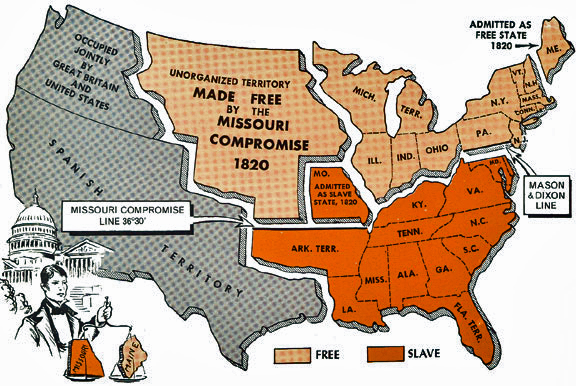 ADMITTED AS
FREE STATE
1820
OCCUPIED
JOINTLY
BY
GREAT BRITAIN
AND
UNITED STATES
UNORGANIZED TERRITORY
MADE FREE
BY THE
MISSOURI
COMPROMISE
1820
MICH.
TERR.
ME.
VT.
N.H.
MASS.
CONN.
N.Y.
PA.
N.J.
ILL.
IND.
OHIO
MD.
MASON
& DIXON
LINE
SPANISH
TERRITORY
MO.
ADMITTED
AS SLAVE
STATE, 1820
MISSOURI COMPROMISE
LINE 36°30'
KY.
VA.
TENN.
N.C.
ARK. TERR.
S.C.
MISS.
ALA.
GA.
LA.
FLA. TERR.
MISSOURI
MAINE
FREE
SLAVE